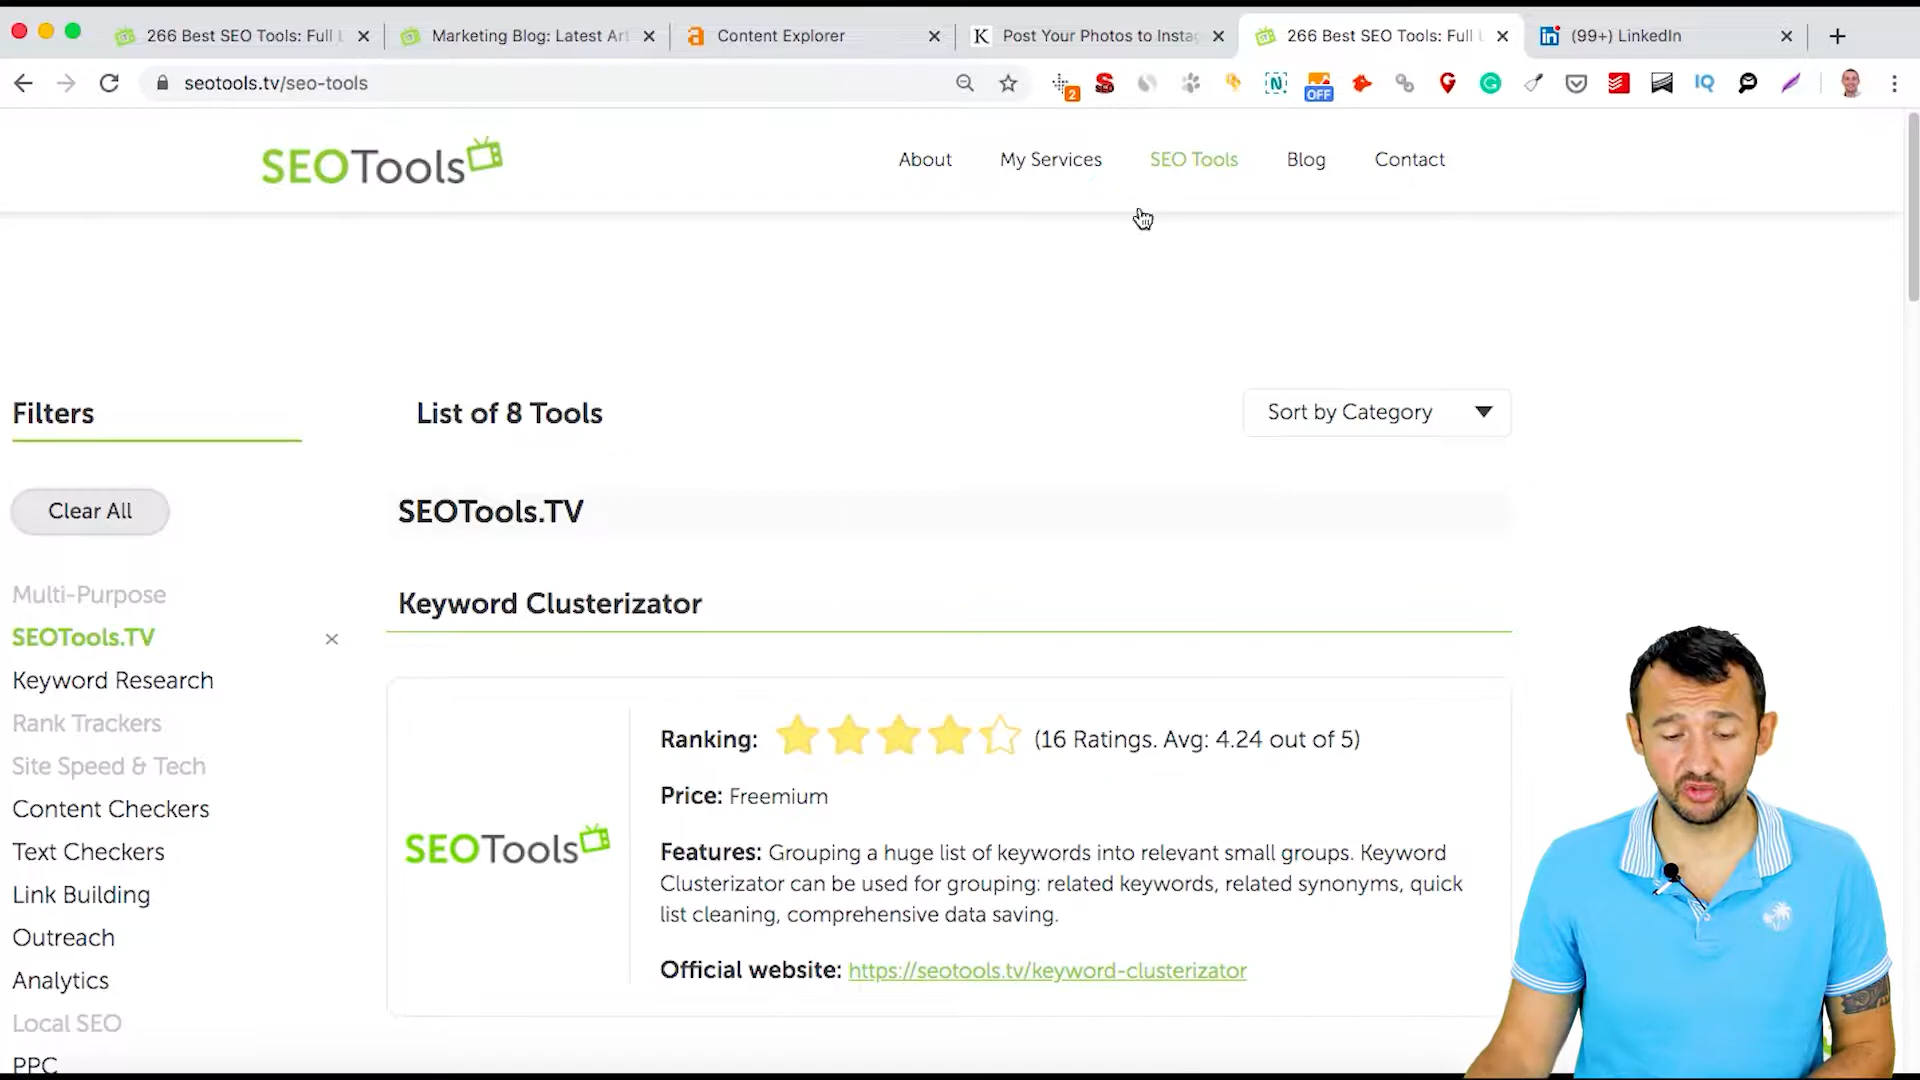 266 Best SEO Tools: Full L
Marketing Blog: Latest Art
Content Explorer
K
Post Your Photos to Instag
266 Best SEO Tools: Full L
(99+) LinkedIn
seotools.tv/seo-tools
2
OFF
IQ
SEOTools
About
My Services
SEO Tools
Blog
Contact
Filters
List of 8 Tools
Sort by Category
Clear All
SEOTools.TV
Multi-Purpose
SEOTools.TV
Keyword Research
Rank Trackers
Site Speed & Tech
Content Checkers
Text Checkers
Link Building
Outreach
Analytics
Local SEO
PPC
Keyword Clusterizator
SEOTools
Ranking: (16 Ratings. Avg: 4.24 out of 5)
Price: Freemium
Features: Grouping a huge list of keywords into relevant small groups. Keyword
Clusterizator can be used for grouping: related keywords, related synonyms, quick
list cleaning, comprehensive data saving.
Official website: https://seotools.tv/keyword-clusterizator